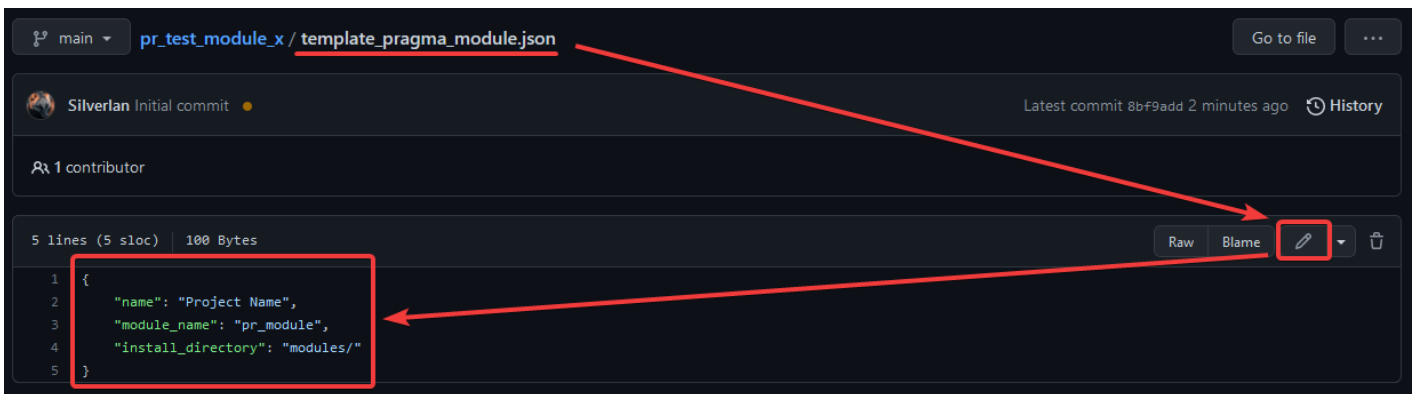 main pr_test_module_x / template_pragma_module.json Go to file ...
Silverlan Initial commit Latest commit 8bf9add 2 minutes ago History
1 contributor
5 lines (5 sloc) 100 Bytes Raw Blame
1 {
2 "name": "Project Name",
3 "module_name": "pr_module",
4 "install_directory": "modules/"
5 }